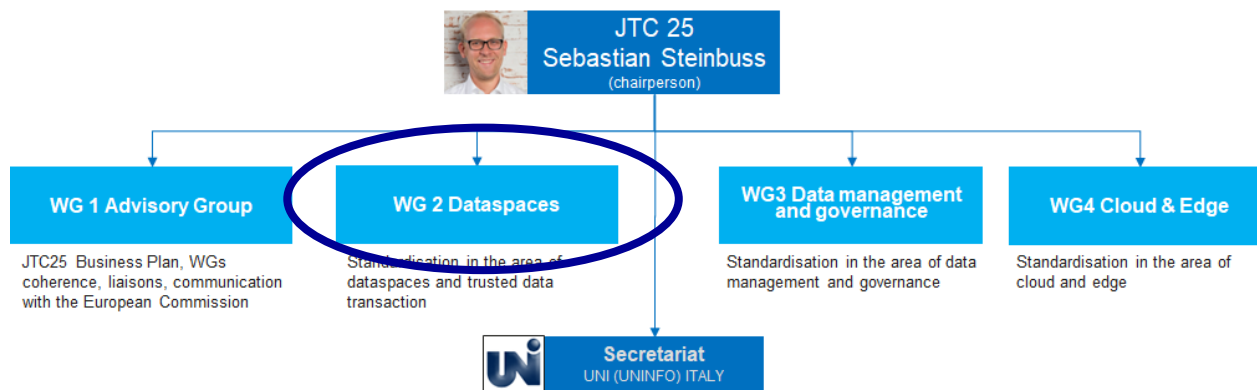 JTC 25
Sebastian Steinbuss
(chairperson)
WG 1 Advisory Group
JTC25 Business Plan, WGs
coherence, liaisons, communication
with the European Commission
WG 2 Dataspaces
Standardisation in the area of
dataspaces and trusted data
transaction
WG3 Data management
and governance
Standardisation in the area of data
management and governance
WG4 Cloud & Edge
Standardisation in the area of
cloud and edge
UNI
Secretariat
UNI (UNINFO) ITALY